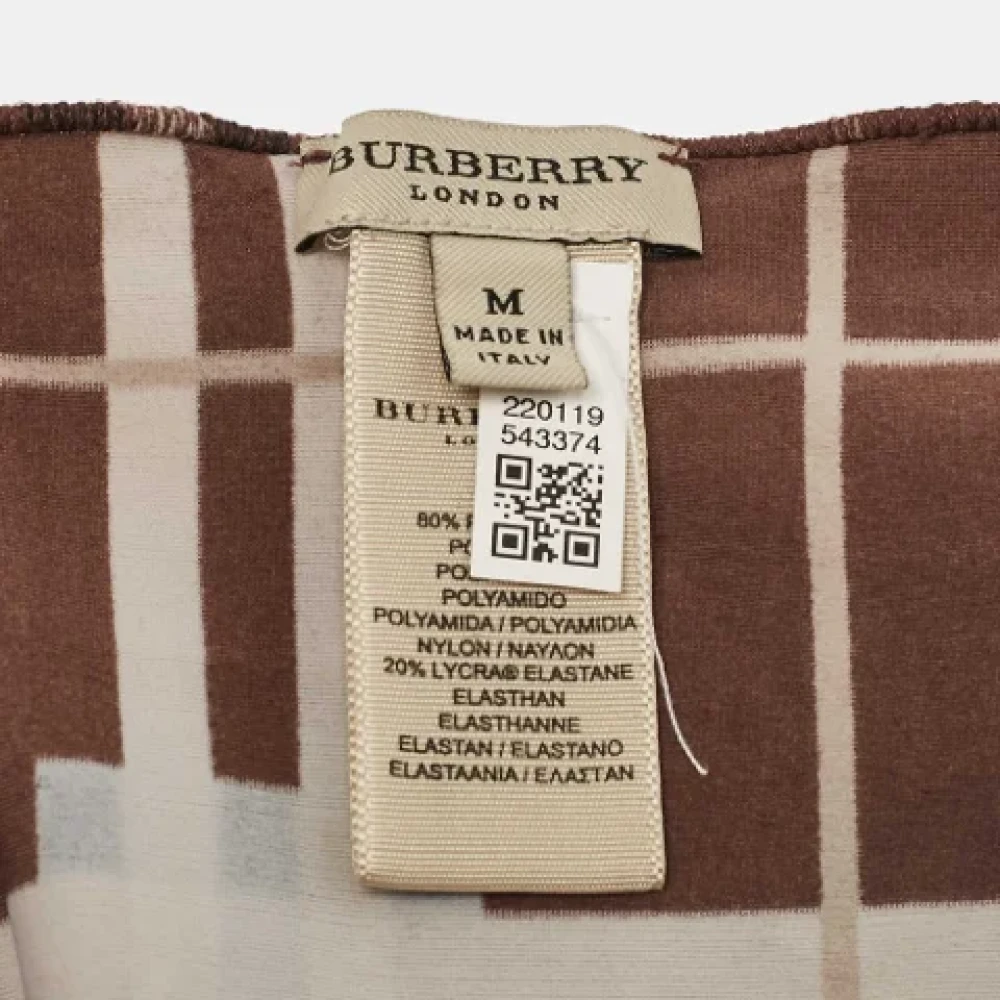 BURBERRY
LONDON
M
MADE IN
ITALY
220119
543374
POLYAMIDO
POLYAMIDA / POLYAMIDIA
NYLON / ΝΑΥΛΟΝ
20% LYCRA® ELASTANE
ELASTHAN
ELASTHANNE
ELASTAN / ELASTANO
ELASTAANIA / ΕΛΑΣΤΑΝ